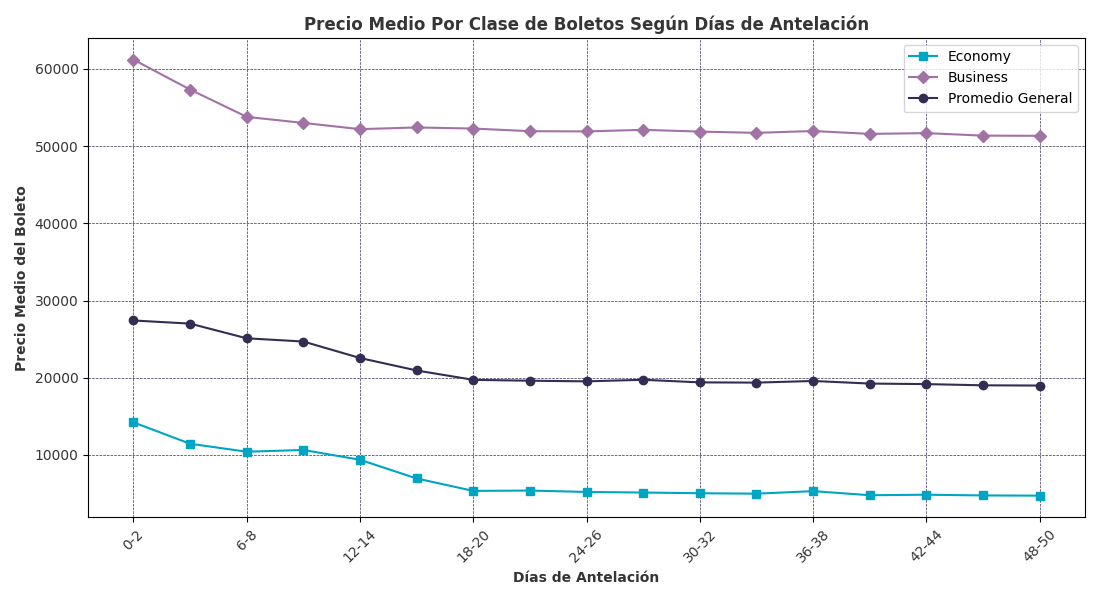 Precio Medio Por Clase de Boletos Según Días de Antelación
Economy
Business
Promedio General
Precio Medio del Boleto
60000
50000
40000
30000
20000
10000
0-2
6-8
12-14
18-20
24-26
30-32
36-38
42-44
48-50
Días de Antelación